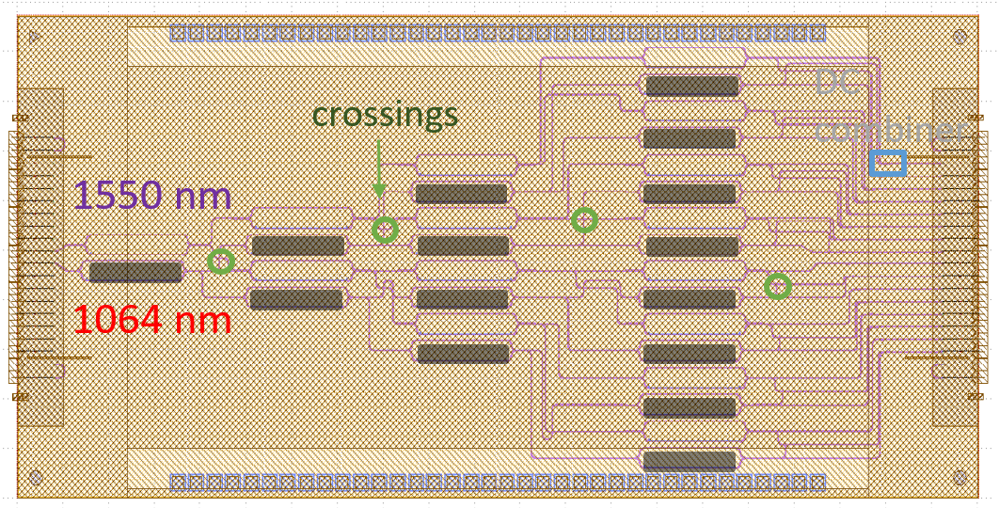 DC
crossings
combiner
1550 nm
1064 nm